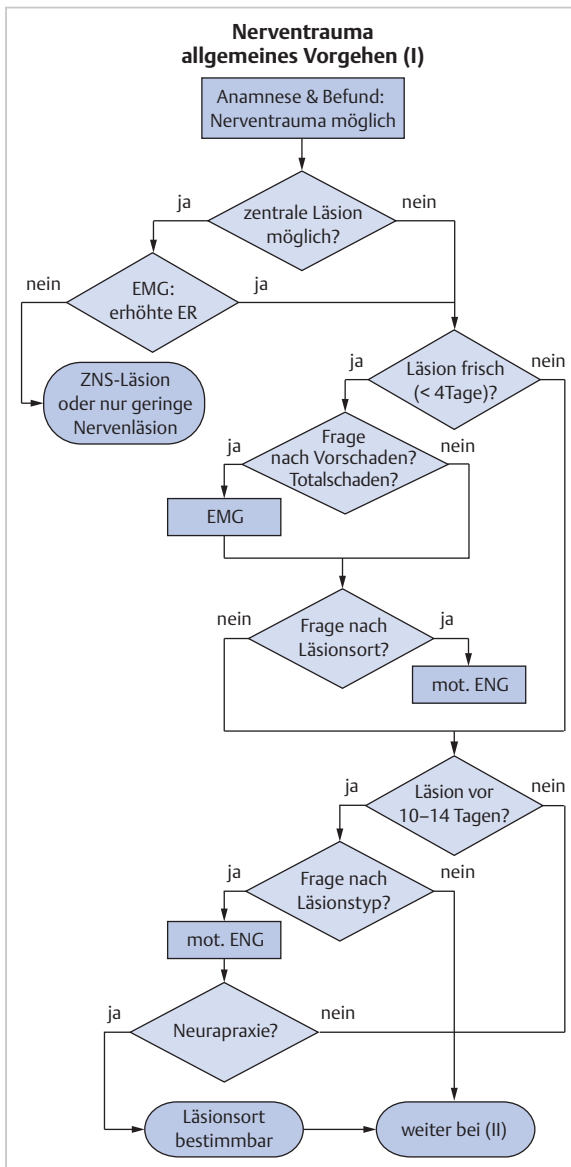 Nerventrauma
allgemeines Vorgehen (I)
Anamnese & Befund:
Nerventrauma möglich
ja
nein
zentrale Läsion
möglich?
nein
ja
EMG:
erhöhte ER
ZNS-Läsion
oder nur geringe
Nervenläsion
ja
nein
Läsion frisch
(< 4Tage)?
ja
nein
Frage
nach Vorschaden?
Totalschaden?
EMG
nein
ja
Frage nach
Läsionsort?
mot. ENG
ja
nein
Läsion vor
10–14 Tagen?
ja
nein
Frage nach
Läsionstyp?
mot. ENG
ja
nein
Neurapraxie?
Läsionsort
bestimmbar
weiter bei (II)